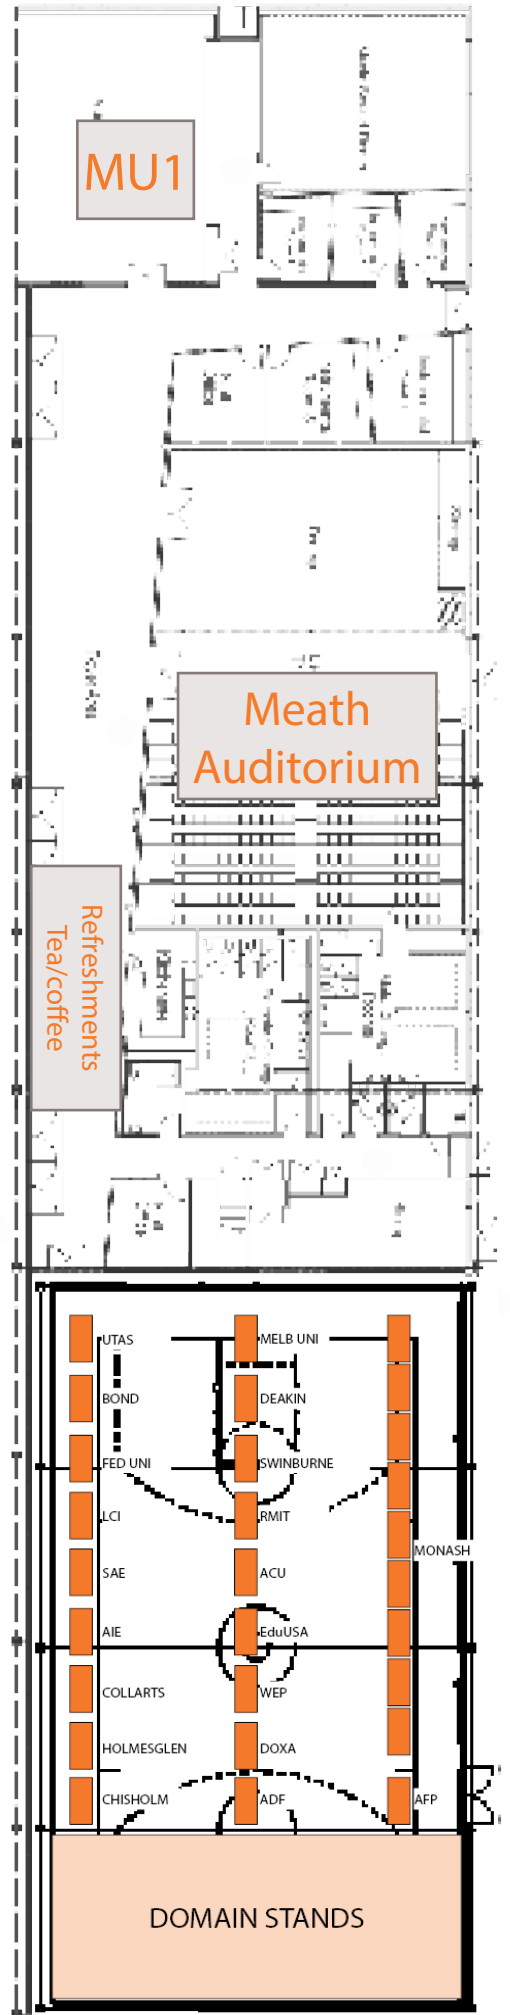 MU1
Meath
Auditorium
Refreshments
Tea/coffee
UTAS
MELB UNI
BOND
DEAKIN
FED UNI
SWINBURNE
LCI
RMIT
MONASH
SAE
ACU
AIE
EduUSA
COLLARTS
WEP
HOLMESGLEN
DOXA
CHISHOLM
ADF
AFP
DOMAIN STANDS